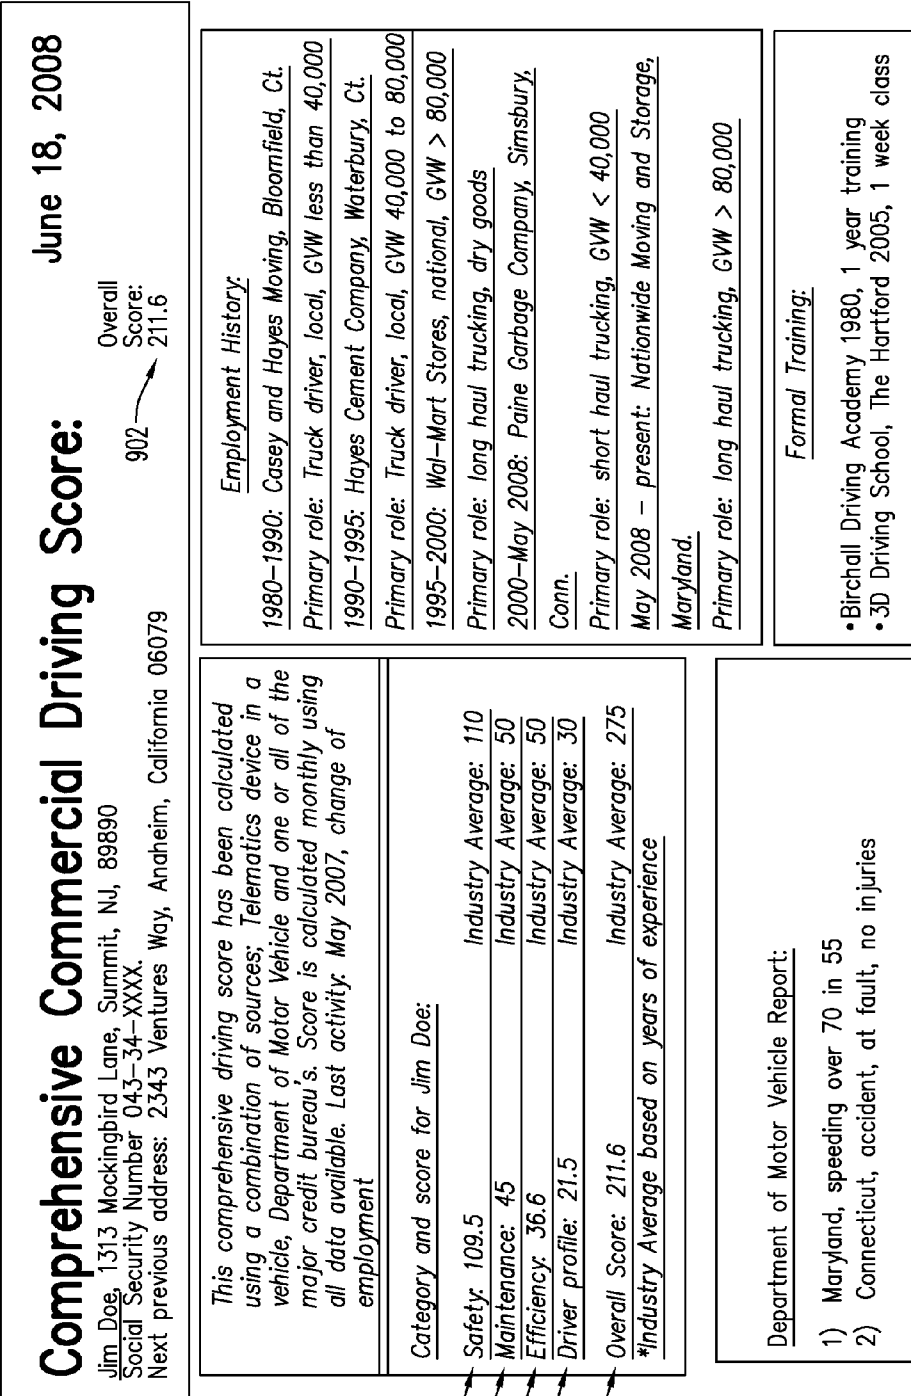 Comprehensive Commercial Driving Score: June 18, 2008
Jim Doe, 1313 Mockingbird Lane, Summit, NJ, 89890
Social Security Number 043-34-XXXX.
Next previous address: 2343 Ventures Way, Anaheim, California 06079
902
Overall
Score:
211.6
This comprehensive driving score has been calculated
using a combination of sources; Telematics device in a
vehicle, Department of Motor Vehicle and one or all of the
major credit bureau's. Score is calculated monthly using
all data available. Last activity: May 2007, change of
employment
Category and score for Jim Doe:
Safety: 109.5 Industry Average: 110
Maintenance: 45 Industry Average: 50
Efficiency: 36.6 Industry Average: 50
Driver profile: 21.5 Industry Average: 30
Overall Score: 211.6 Industry Average: 275
*Industry Average based on years of experience
Department of Motor Vehicle Report:
1) Maryland, speeding over 70 in 55
2) Connecticut, accident, at fault, no injuries
Employment History:
1980-1990: Casey and Hayes Moving, Bloomfield, Ct.
Primary role: Truck driver, local, GVW less than 40,000
1990-1995: Hayes Cement Company, Waterbury, Ct.
Primary role: Truck driver, local, GVW 40,000 to 80,000
1995-2000: Wal-Mart Stores, national, GVW > 80,000
Primary role: long haul trucking, dry goods
2000-May 2008: Paine Garbage Company, Simsbury,
Conn.
Primary role: short haul trucking, GVW < 40,000
May 2008 - present: Nationwide Moving and Storage,
Maryland.
Primary role: long haul trucking, GVW > 80,000
Formal Training:
• Birchall Driving Academy 1980, 1 year training
• 3D Driving School, The Hartford 2005, 1 week class